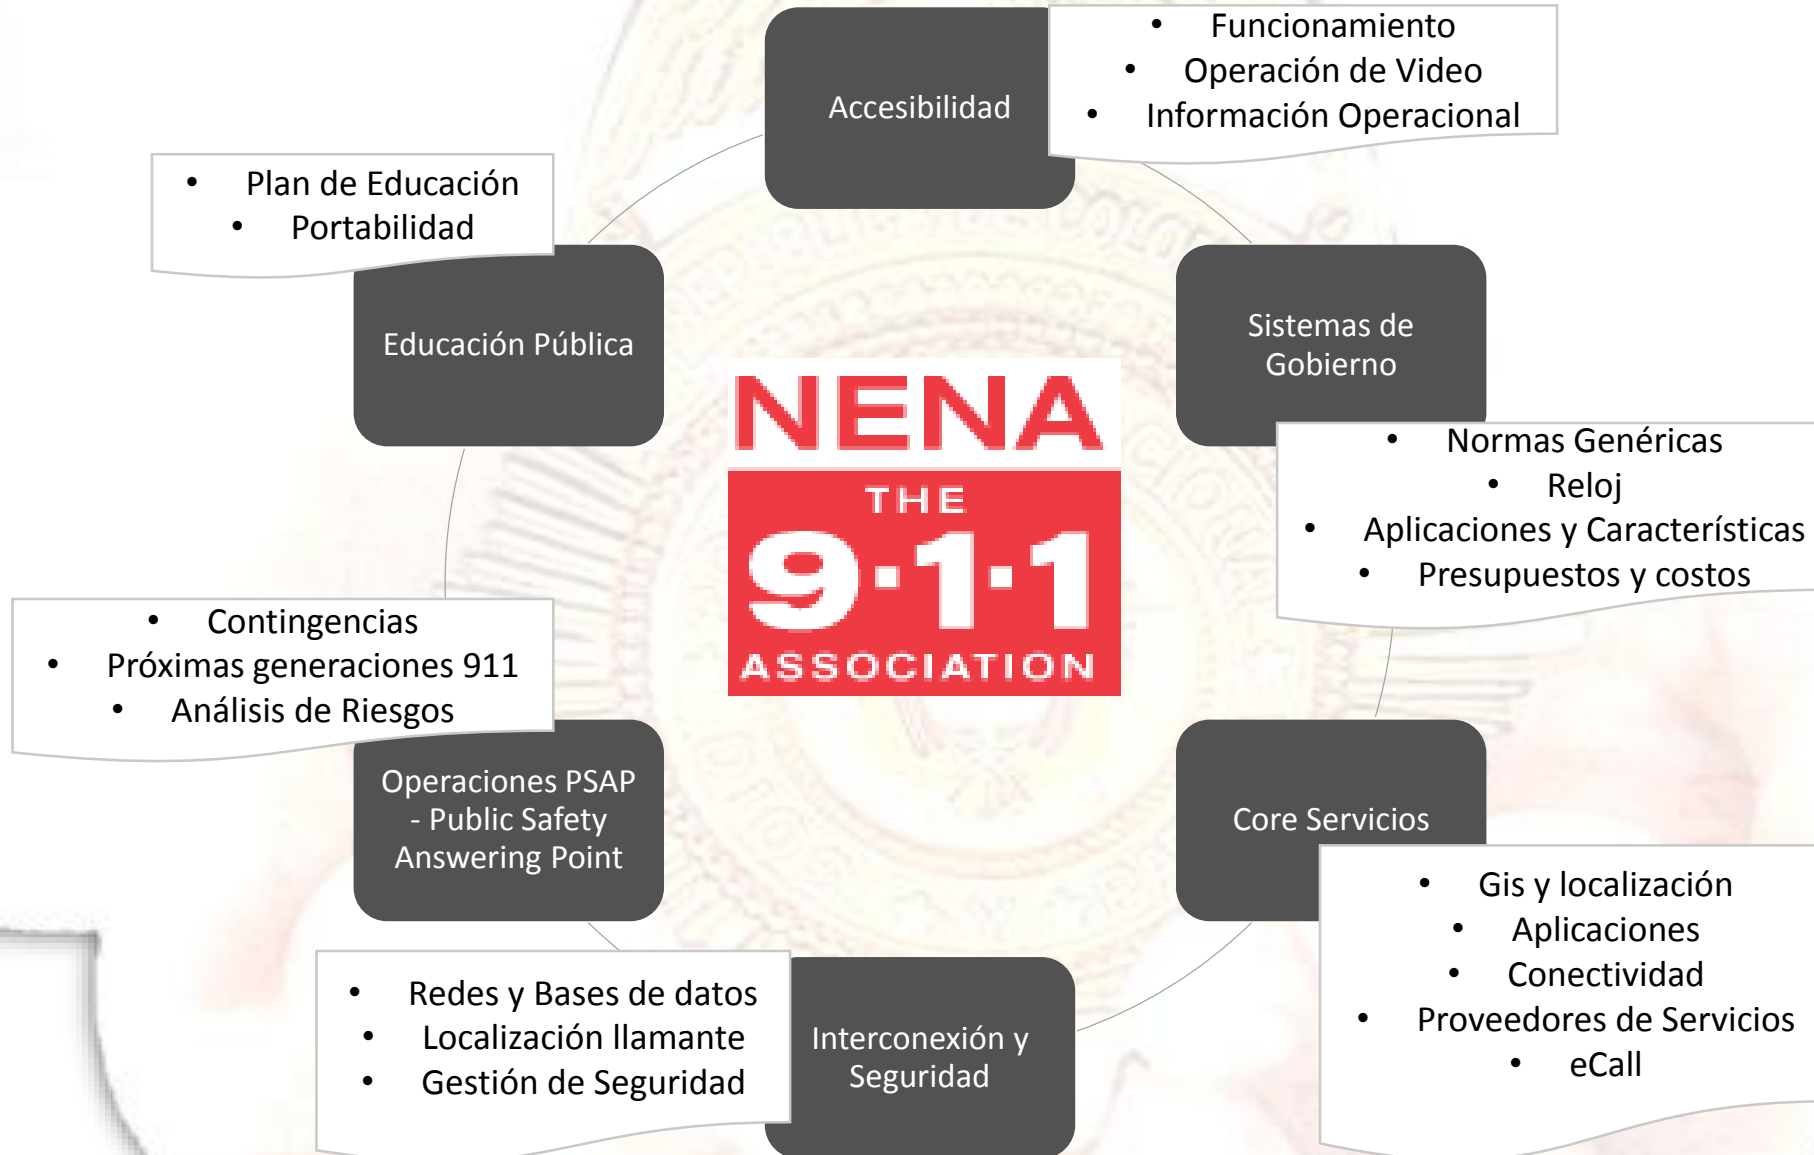 Accesibilidad
• Funcionamiento
• Operación de Video
• Información Operacional
Sistemas de
Gobierno
• Normas Genéricas
• Reloj
• Aplicaciones y Características
• Presupuestos y costos
Core Servicios
• Gis y localización
• Aplicaciones
• Conectividad
• Proveedores de Servicios
• eCall
Interconexión y
Seguridad
• Redes y Bases de datos
• Localización llamante
• Gestión de Seguridad
Operaciones PSAP
- Public Safety
Answering Point
• Contingencias
• Próximas generaciones 911
• Análisis de Riesgos
Educación Pública
• Plan de Educación
• Portabilidad
NENA
THE
9·1·1
ASSOCIATION